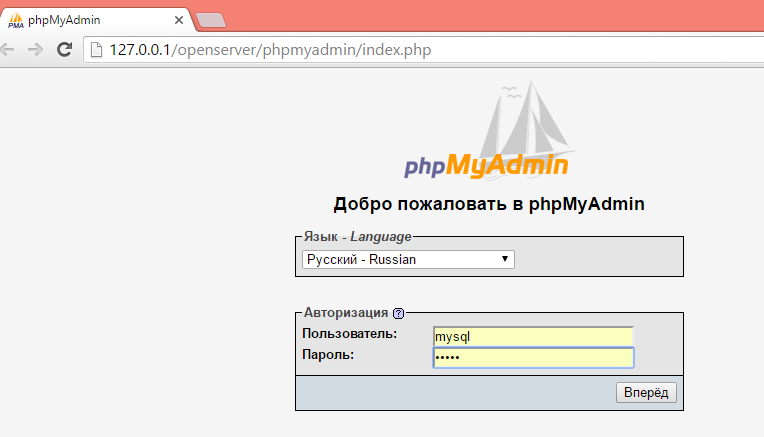 phpMyAdmin
127.0.0.1/openserver/phpmyadmin/index.php
phpMyAdmin
Добро пожаловать в phpMyAdmin
Язык - Language
Русский - Russian
Авторизация
Пользователь: mysql
Пароль: •••••
Вперёд